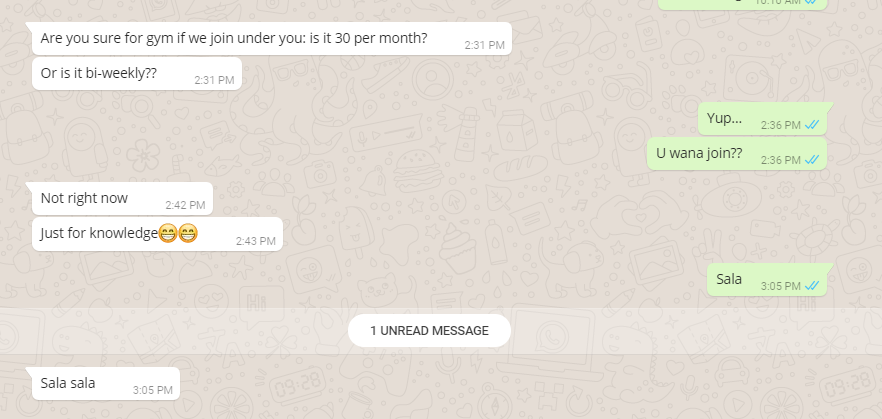 Are you sure for gym if we join under you: is it 30 per month? 2:31 PM
Or is it bi-weekly?? 2:31 PM
Yup... 2:36 PM
U wana join?? 2:36 PM
Not right now 2:42 PM
Just for knowledge😁😁 2:43 PM
Sala 3:05 PM
1 UNREAD MESSAGE
Sala sala 3:05 PM